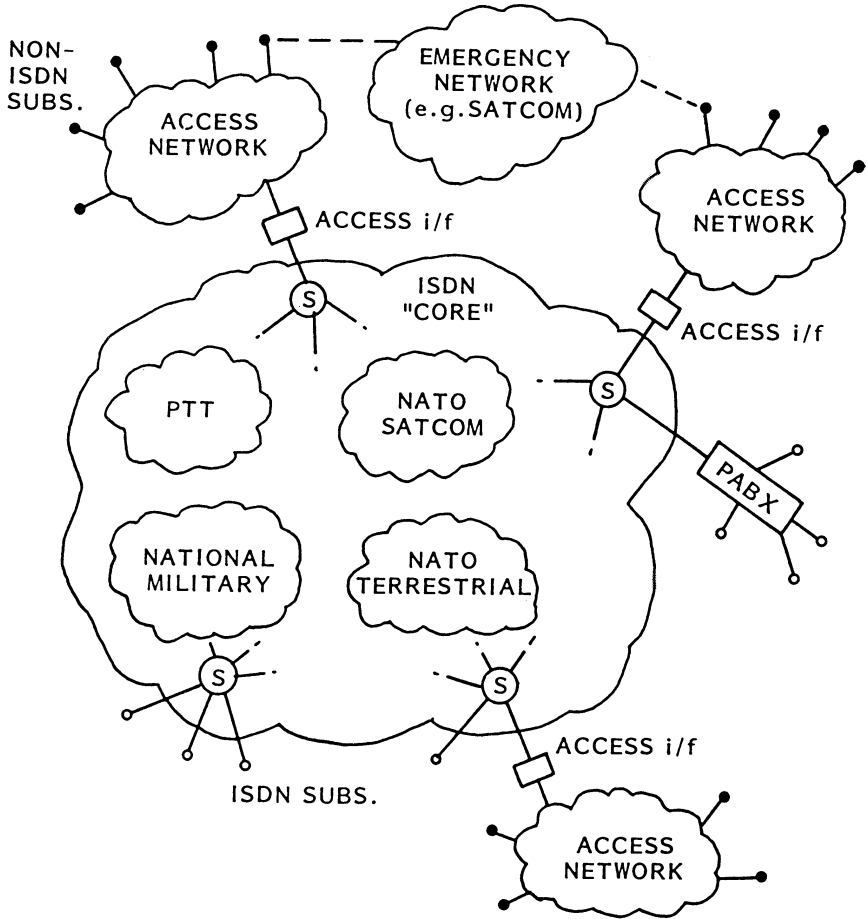 NON-
ISDN
SUBS.
ACCESS
NETWORK
EMERGENCY
NETWORK
(e.g.SATCOM)
ACCESS
NETWORK
ACCESS i/f
ISDN
"CORE"
S
ACCESS i/f
S
PTT
NATO
SATCOM
PABX
NATIONAL
MILITARY
NATO
TERRESTRIAL
S
S
ACCESS i/f
ISDN SUBS.
ACCESS
NETWORK